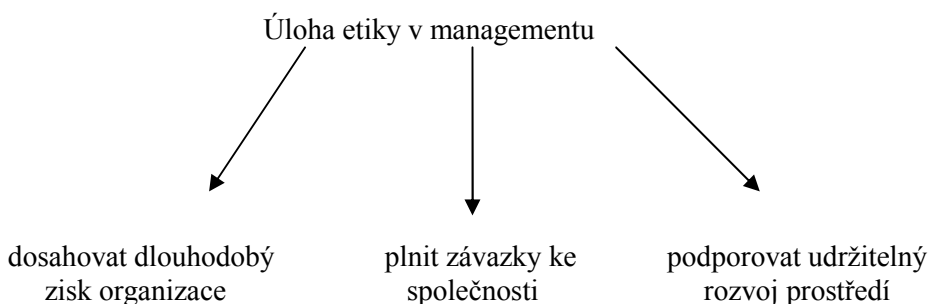 Úloha etiky v managementu
dosahovat dlouhodobý
zisk organizace
plnit závazky ke
společnosti
podporovat udržitelný
rozvoj prostředí